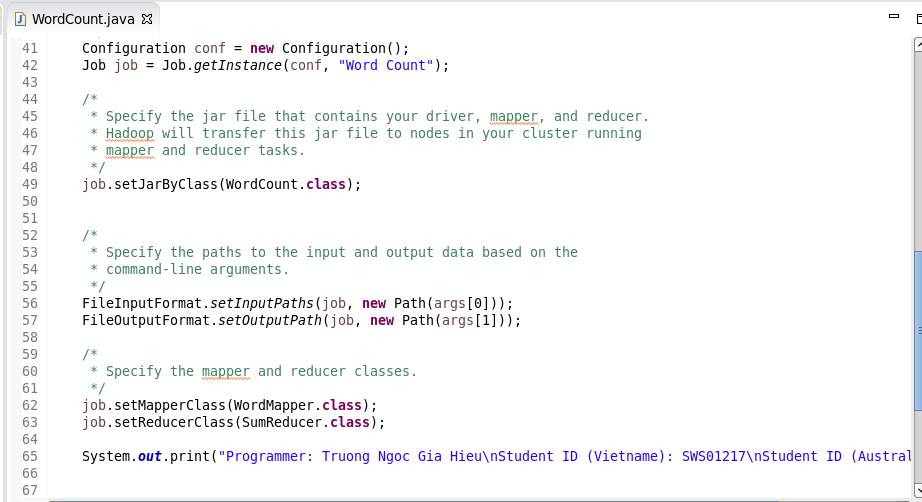 WordCount.java
41 Configuration conf = new Configuration();
42 Job job = Job.getInstance(conf, "Word Count");
43
44 /*
45 * Specify the jar file that contains your driver, mapper, and reducer.
46 * Hadoop will transfer this jar file to nodes in your cluster running
47 * mapper and reducer tasks.
48 */
49 job.setJarByClass(WordCount.class);
50
51
52 /*
53 * Specify the paths to the input and output data based on the
54 * command-line arguments.
55 */
56 FileInputFormat.setInputPaths(job, new Path(args[0]));
57 FileOutputFormat.setOutputPath(job, new Path(args[1]));
58
59 /*
60 * Specify the mapper and reducer classes.
61 */
62 job.setMapperClass(WordMapper.class);
63 job.setReducerClass(SumReducer.class);
64
65 System.out.print("Programmer: Truong Ngoc Gia Hieu\nStudent ID (Vietname): SWS01217\nStudent ID (Austral
66
67